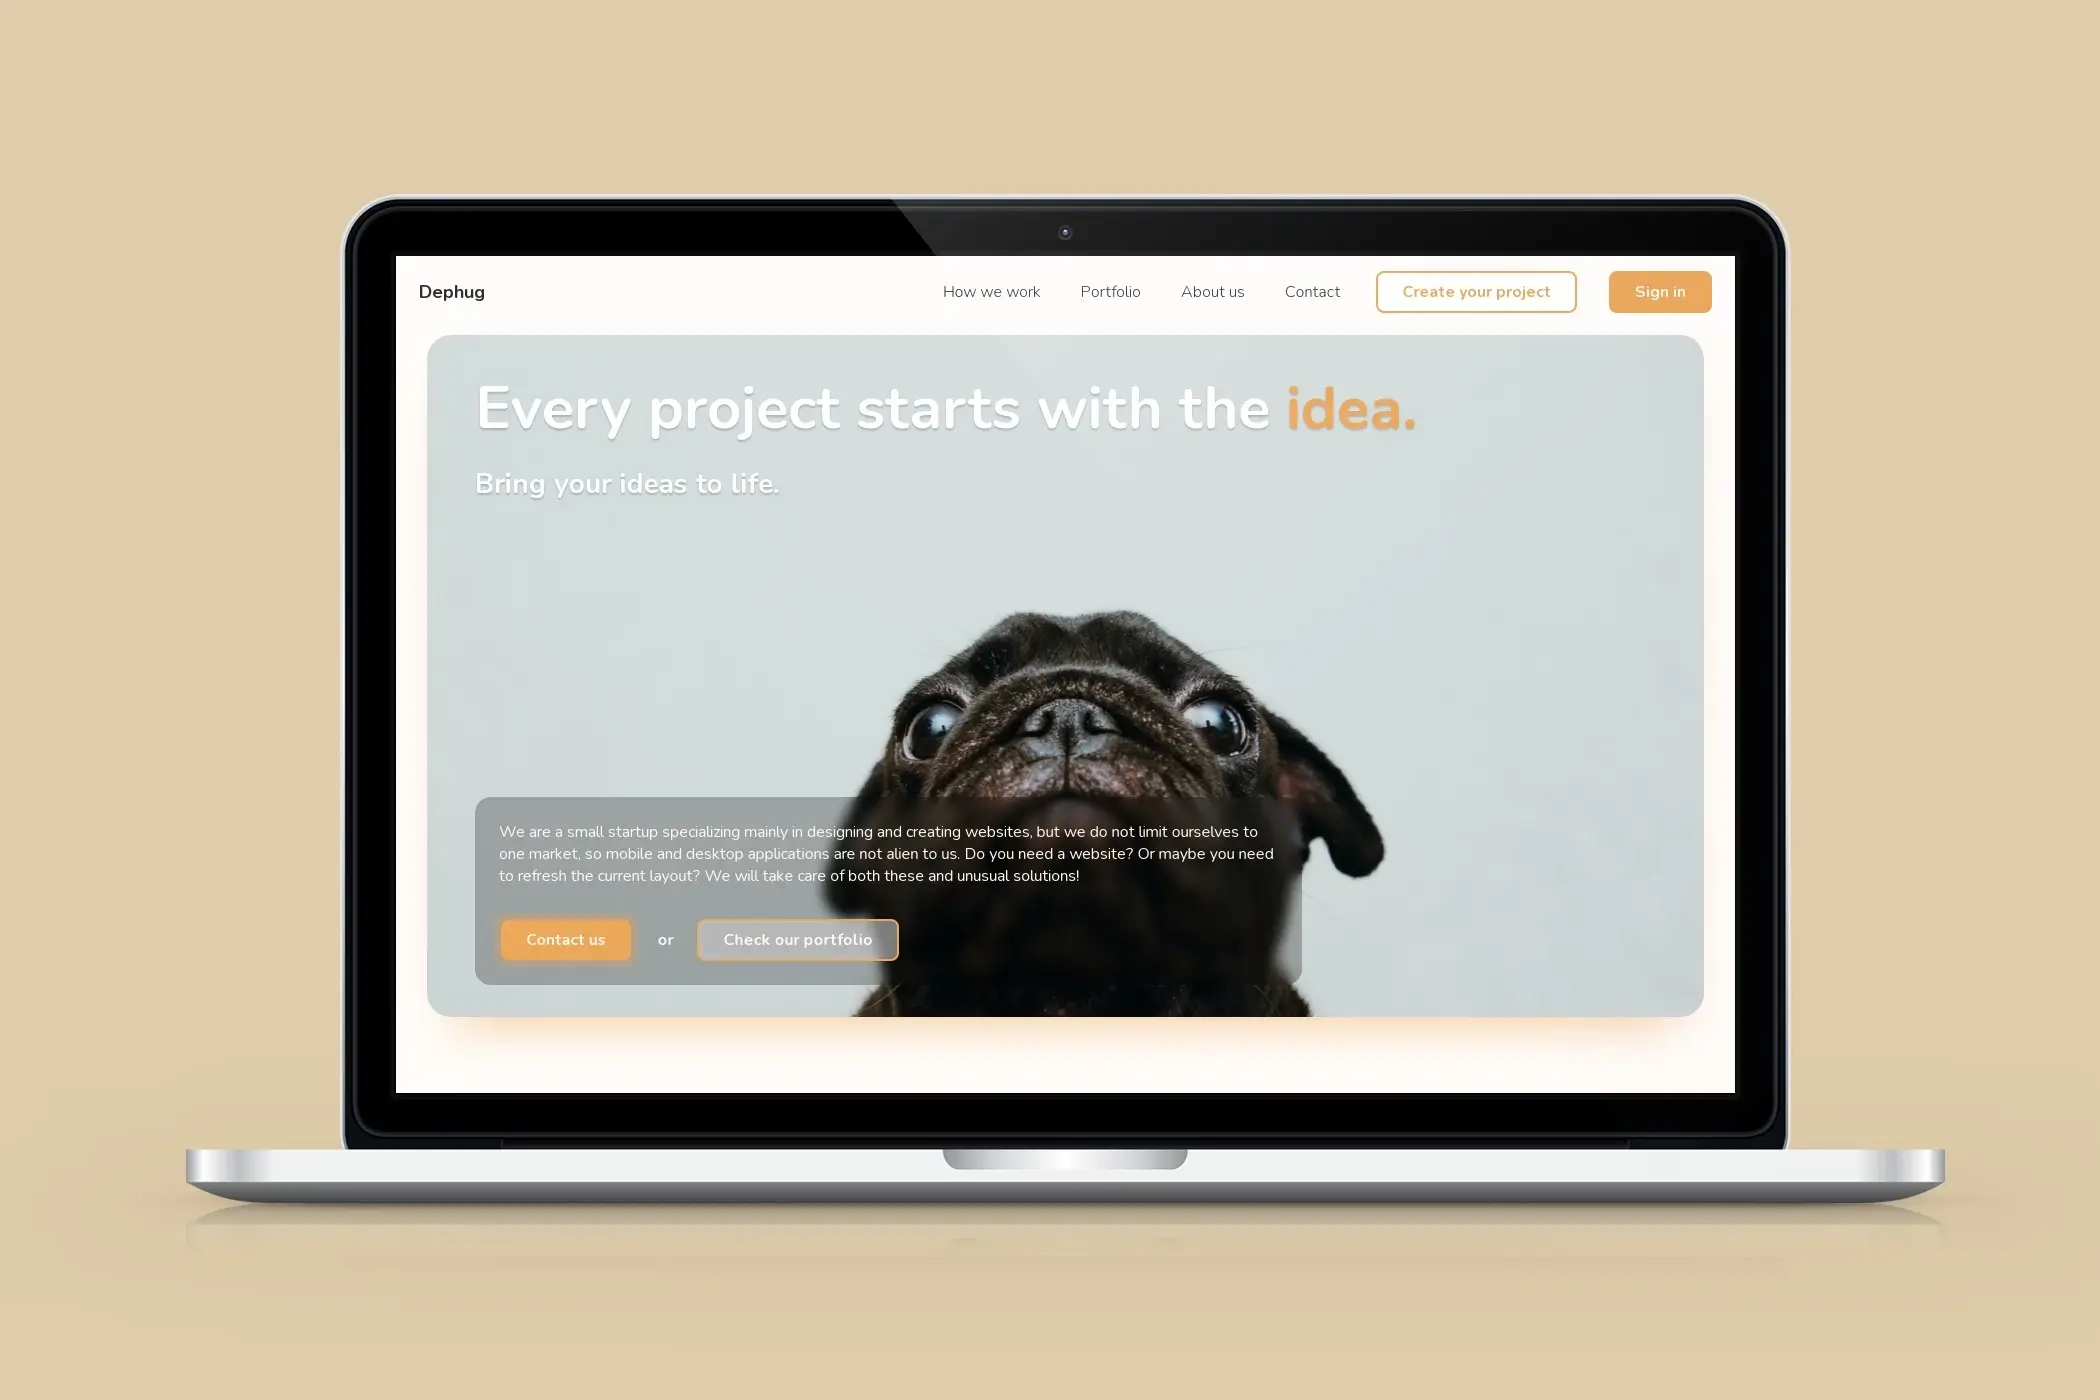 Dephug
How we work
Portfolio
About us
Contact
Create your project
Sign in
Every project starts with the idea.
Bring your ideas to life.
We are a small startup specializing mainly in designing and creating websites, but we do not limit ourselves to
one market, so mobile and desktop applications are not alien to us. Do you need a website? Or maybe you need
to refresh the current layout? We will take care of both these and unusual solutions!
Contact us
or
Check our portfolio